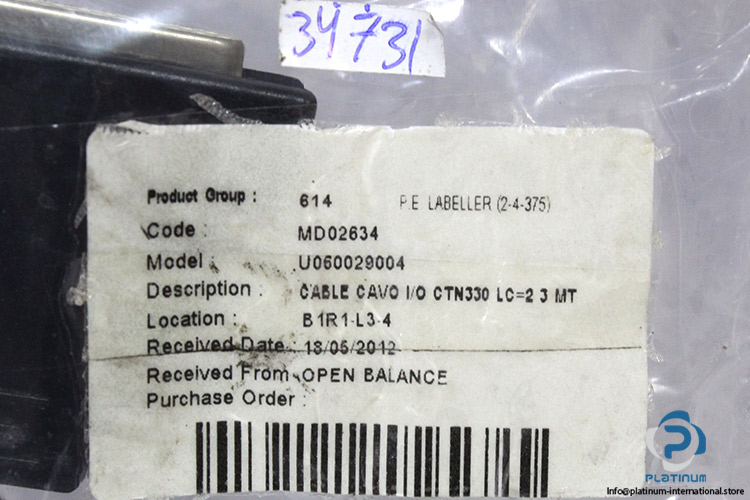 34731
Product Group : 614 P.E LABELLER (2-4-375)
Code : MD02634
Model : U060029004
Description : CABLE CAVO I/O CTN330 LC=2 3 MT
Location : B1R1-L3-4
Received Date : 18/05/2012
Received From : OPEN BALANCE
Purchase Order :
PLATINUM
Info@platinum-international.store